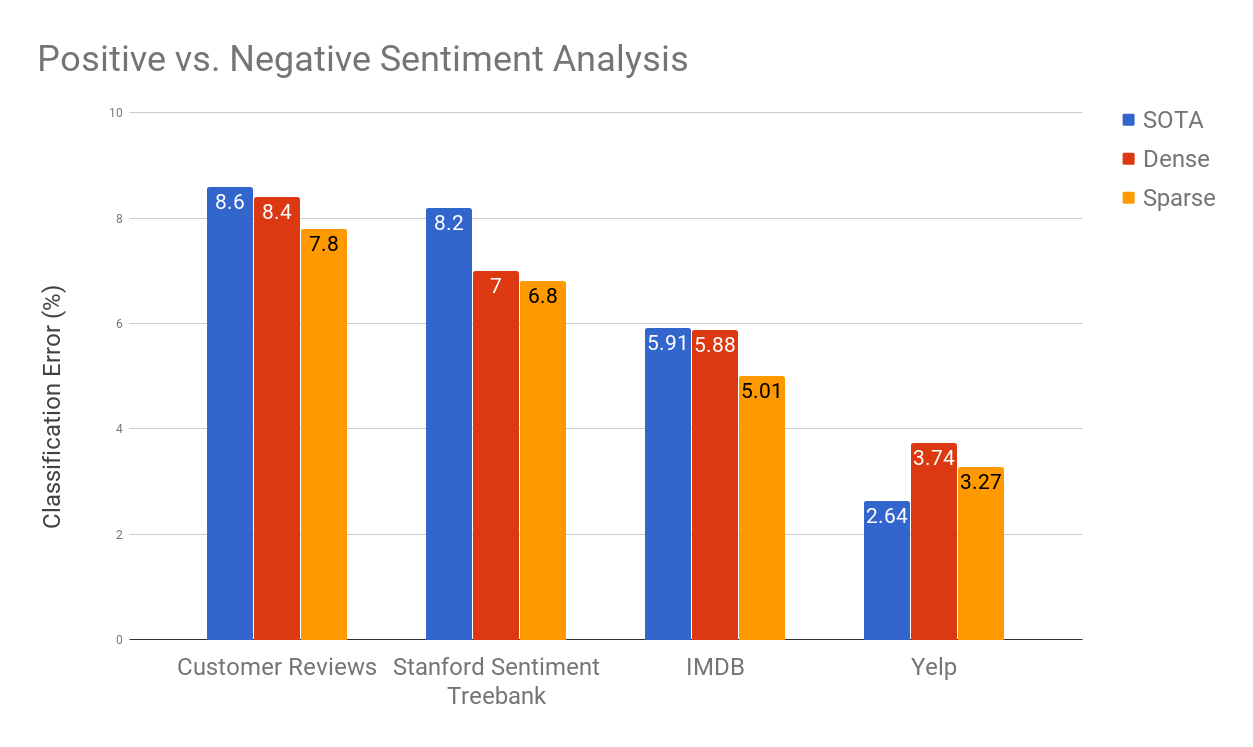 Positive vs. Negative Sentiment Analysis
10
8
6
4
2
0
Classification Error (%)
8.6
8.4
7.8
8.2
7
6.8
5.91
5.88
5.01
2.64
3.74
3.27
Customer Reviews
Stanford Sentiment
Treebank
IMDB
Yelp
SOTA
Dense
Sparse